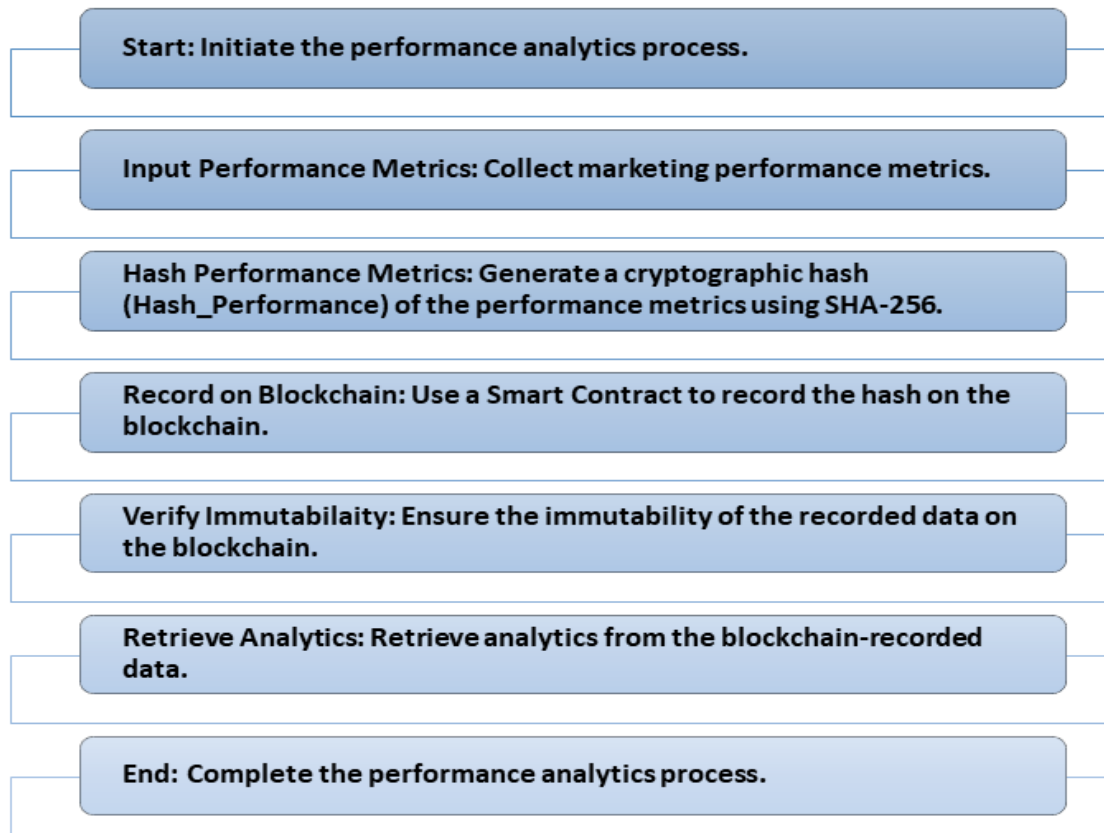 Start: Initiate the performance analytics process.
Input Performance Metrics: Collect marketing performance metrics.
Hash Performance Metrics: Generate a cryptographic hash
(Hash_Performance) of the performance metrics using SHA-256.
Record on Blockchain: Use a Smart Contract to record the hash on the
blockchain.
Verify Immutabilaity: Ensure the immutability of the recorded data on
the blockchain.
Retrieve Analytics: Retrieve analytics from the blockchain-recorded
data.
End: Complete the performance analytics process.